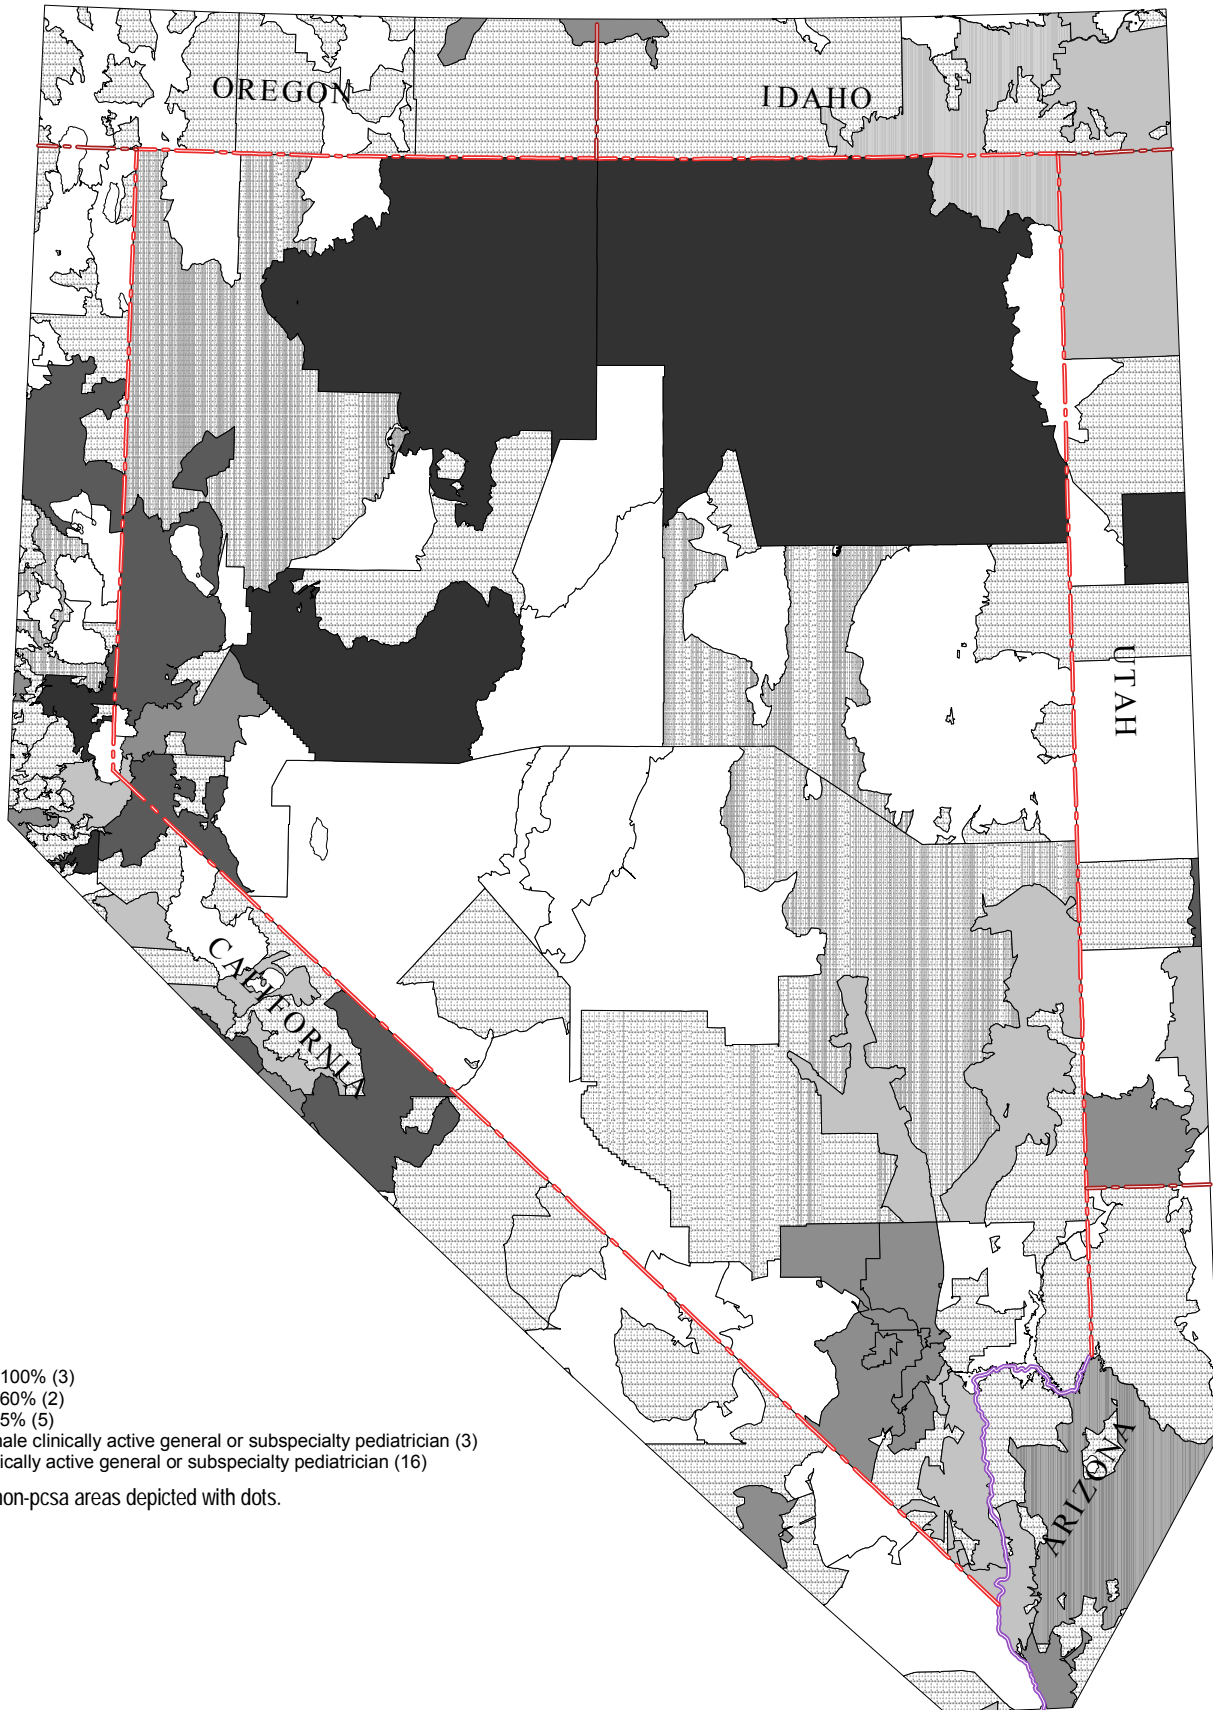 OREGON
IDAHO
UTAH
CALIFORNIA
ARIZONA
100% (3)
60% (2)
5% (5)
nale clinically active general or subspecialty pediatrician (3)
nically active general or subspecialty pediatrician (16)
non-pcsa areas depicted with dots.